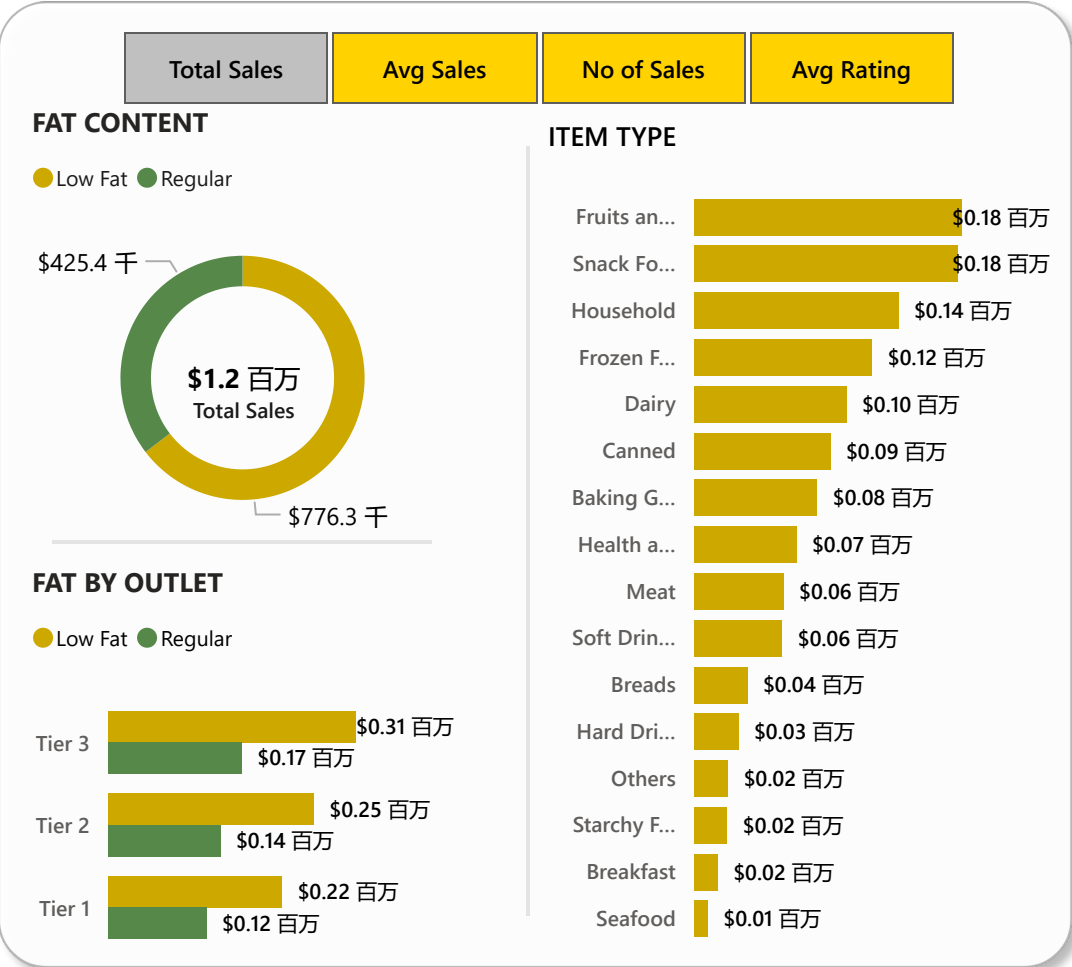 Total Sales
Avg Sales
No of Sales
Avg Rating
FAT CONTENT
Low Fat
Regular
$425.4 千
$1.2 百万
Total Sales
$776.3 千
FAT BY OUTLET
Low Fat
Regular
Tier 3
$0.31 百万
$0.17 百万
Tier 2
$0.25 百万
$0.14 百万
Tier 1
$0.22 百万
$0.12 百万
ITEM TYPE
Fruits an... $0.18 百万
Snack Fo... $0.18 百万
Household $0.14 百万
Frozen F... $0.12 百万
Dairy $0.10 百万
Canned $0.09 百万
Baking G... $0.08 百万
Health a... $0.07 百万
Meat $0.06 百万
Soft Drin... $0.06 百万
Breads $0.04 百万
Hard Dri... $0.03 百万
Others $0.02 百万
Starchy F... $0.02 百万
Breakfast $0.02 百万
Seafood $0.01 百万